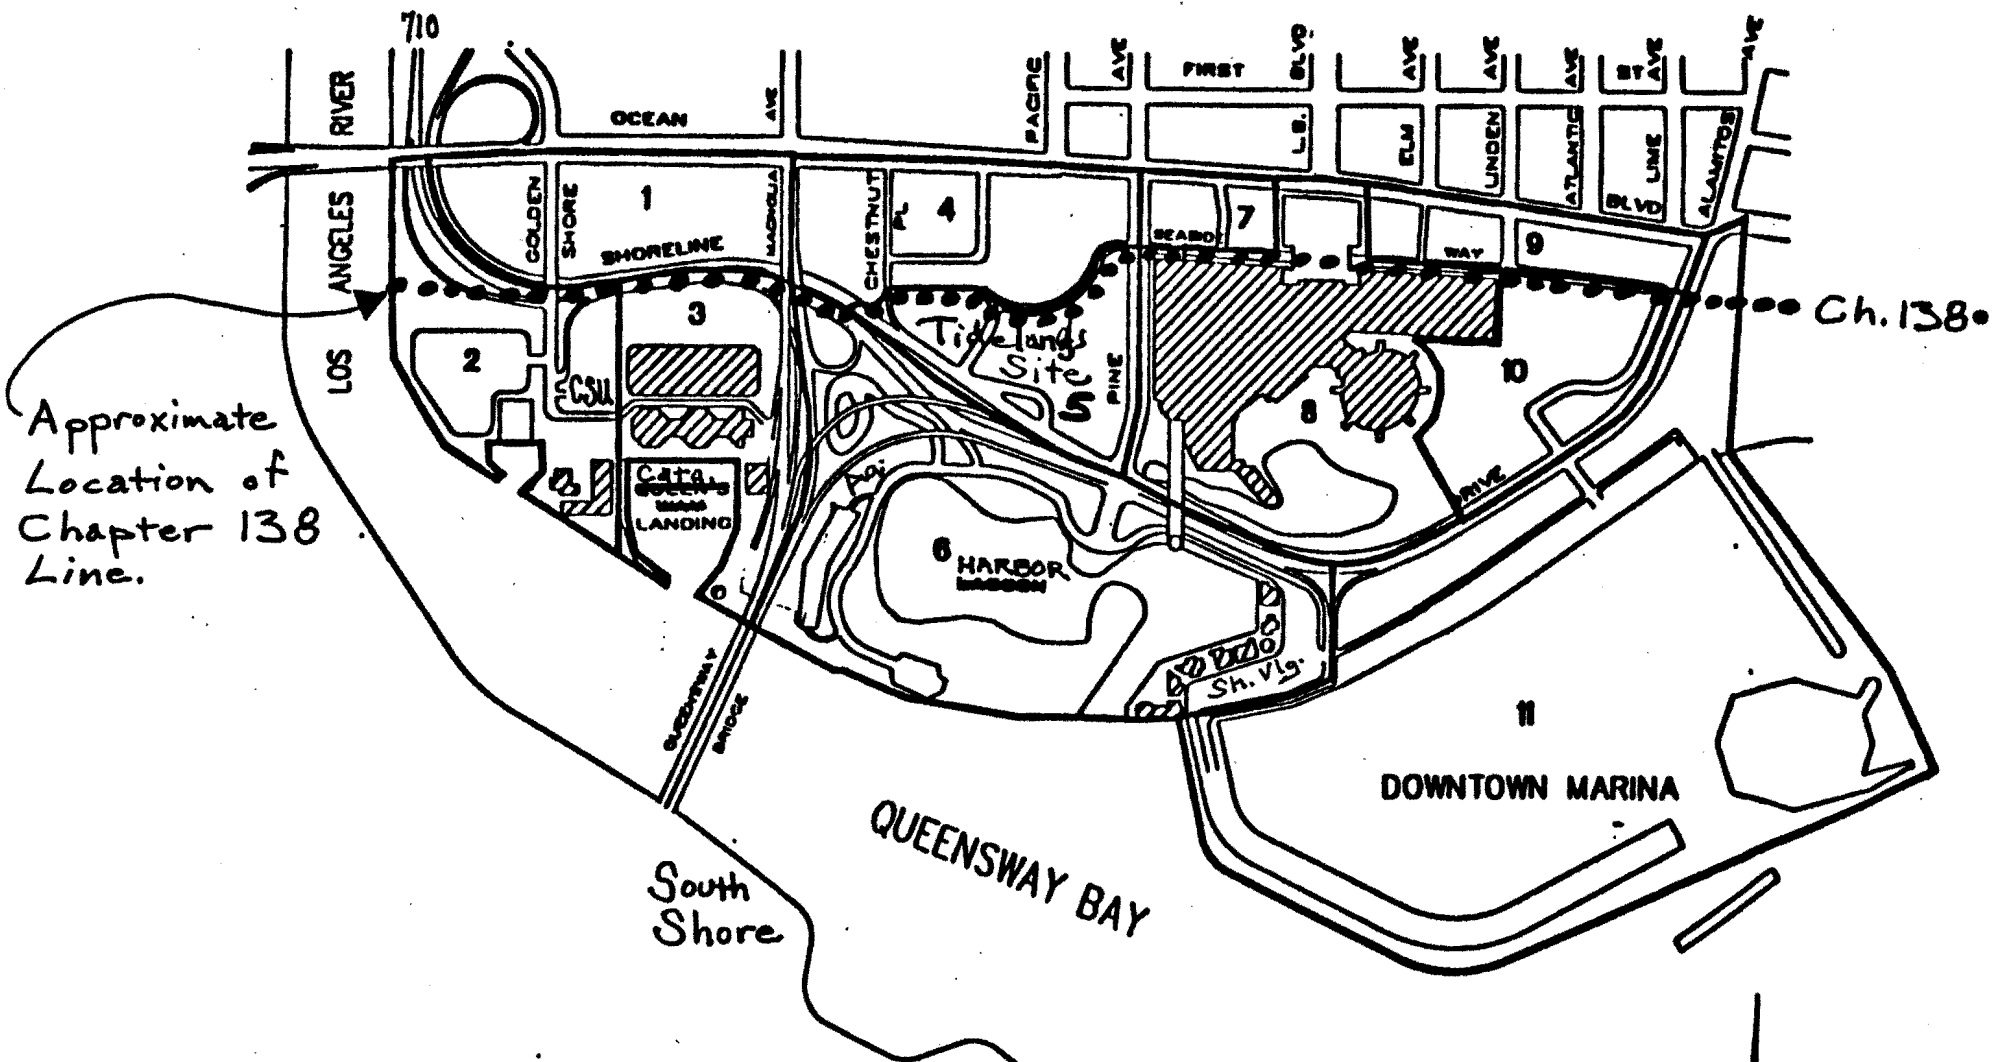 710
RIVER
ANGELES
LOS
OCEAN
AVE
PACIFIC
AVE
FIRST
BLVD
L.B.
AVE
ELM
AVE
LINDEN
AVE
ATLANTIC
ST
AVE
BLVD
LIME
AVE
ALAMITOS
GOLDEN
SHORE
1
SHORELINE
MAGNOLIA
CHESTNUT
PL
4
7
WAY
9
Ch. 138
3
2
CSU
Tidelands
Site
5
PINE
8
10
DRIVE
Approximate
Location of
Chapter 138
Line.
Cata.
LANDING
6
HARBOR
LAGOON
Sh. Vlg.
QUEENSWAY
BRIDGE
11
DOWNTOWN MARINA
QUEENSWAY BAY
South
Shore